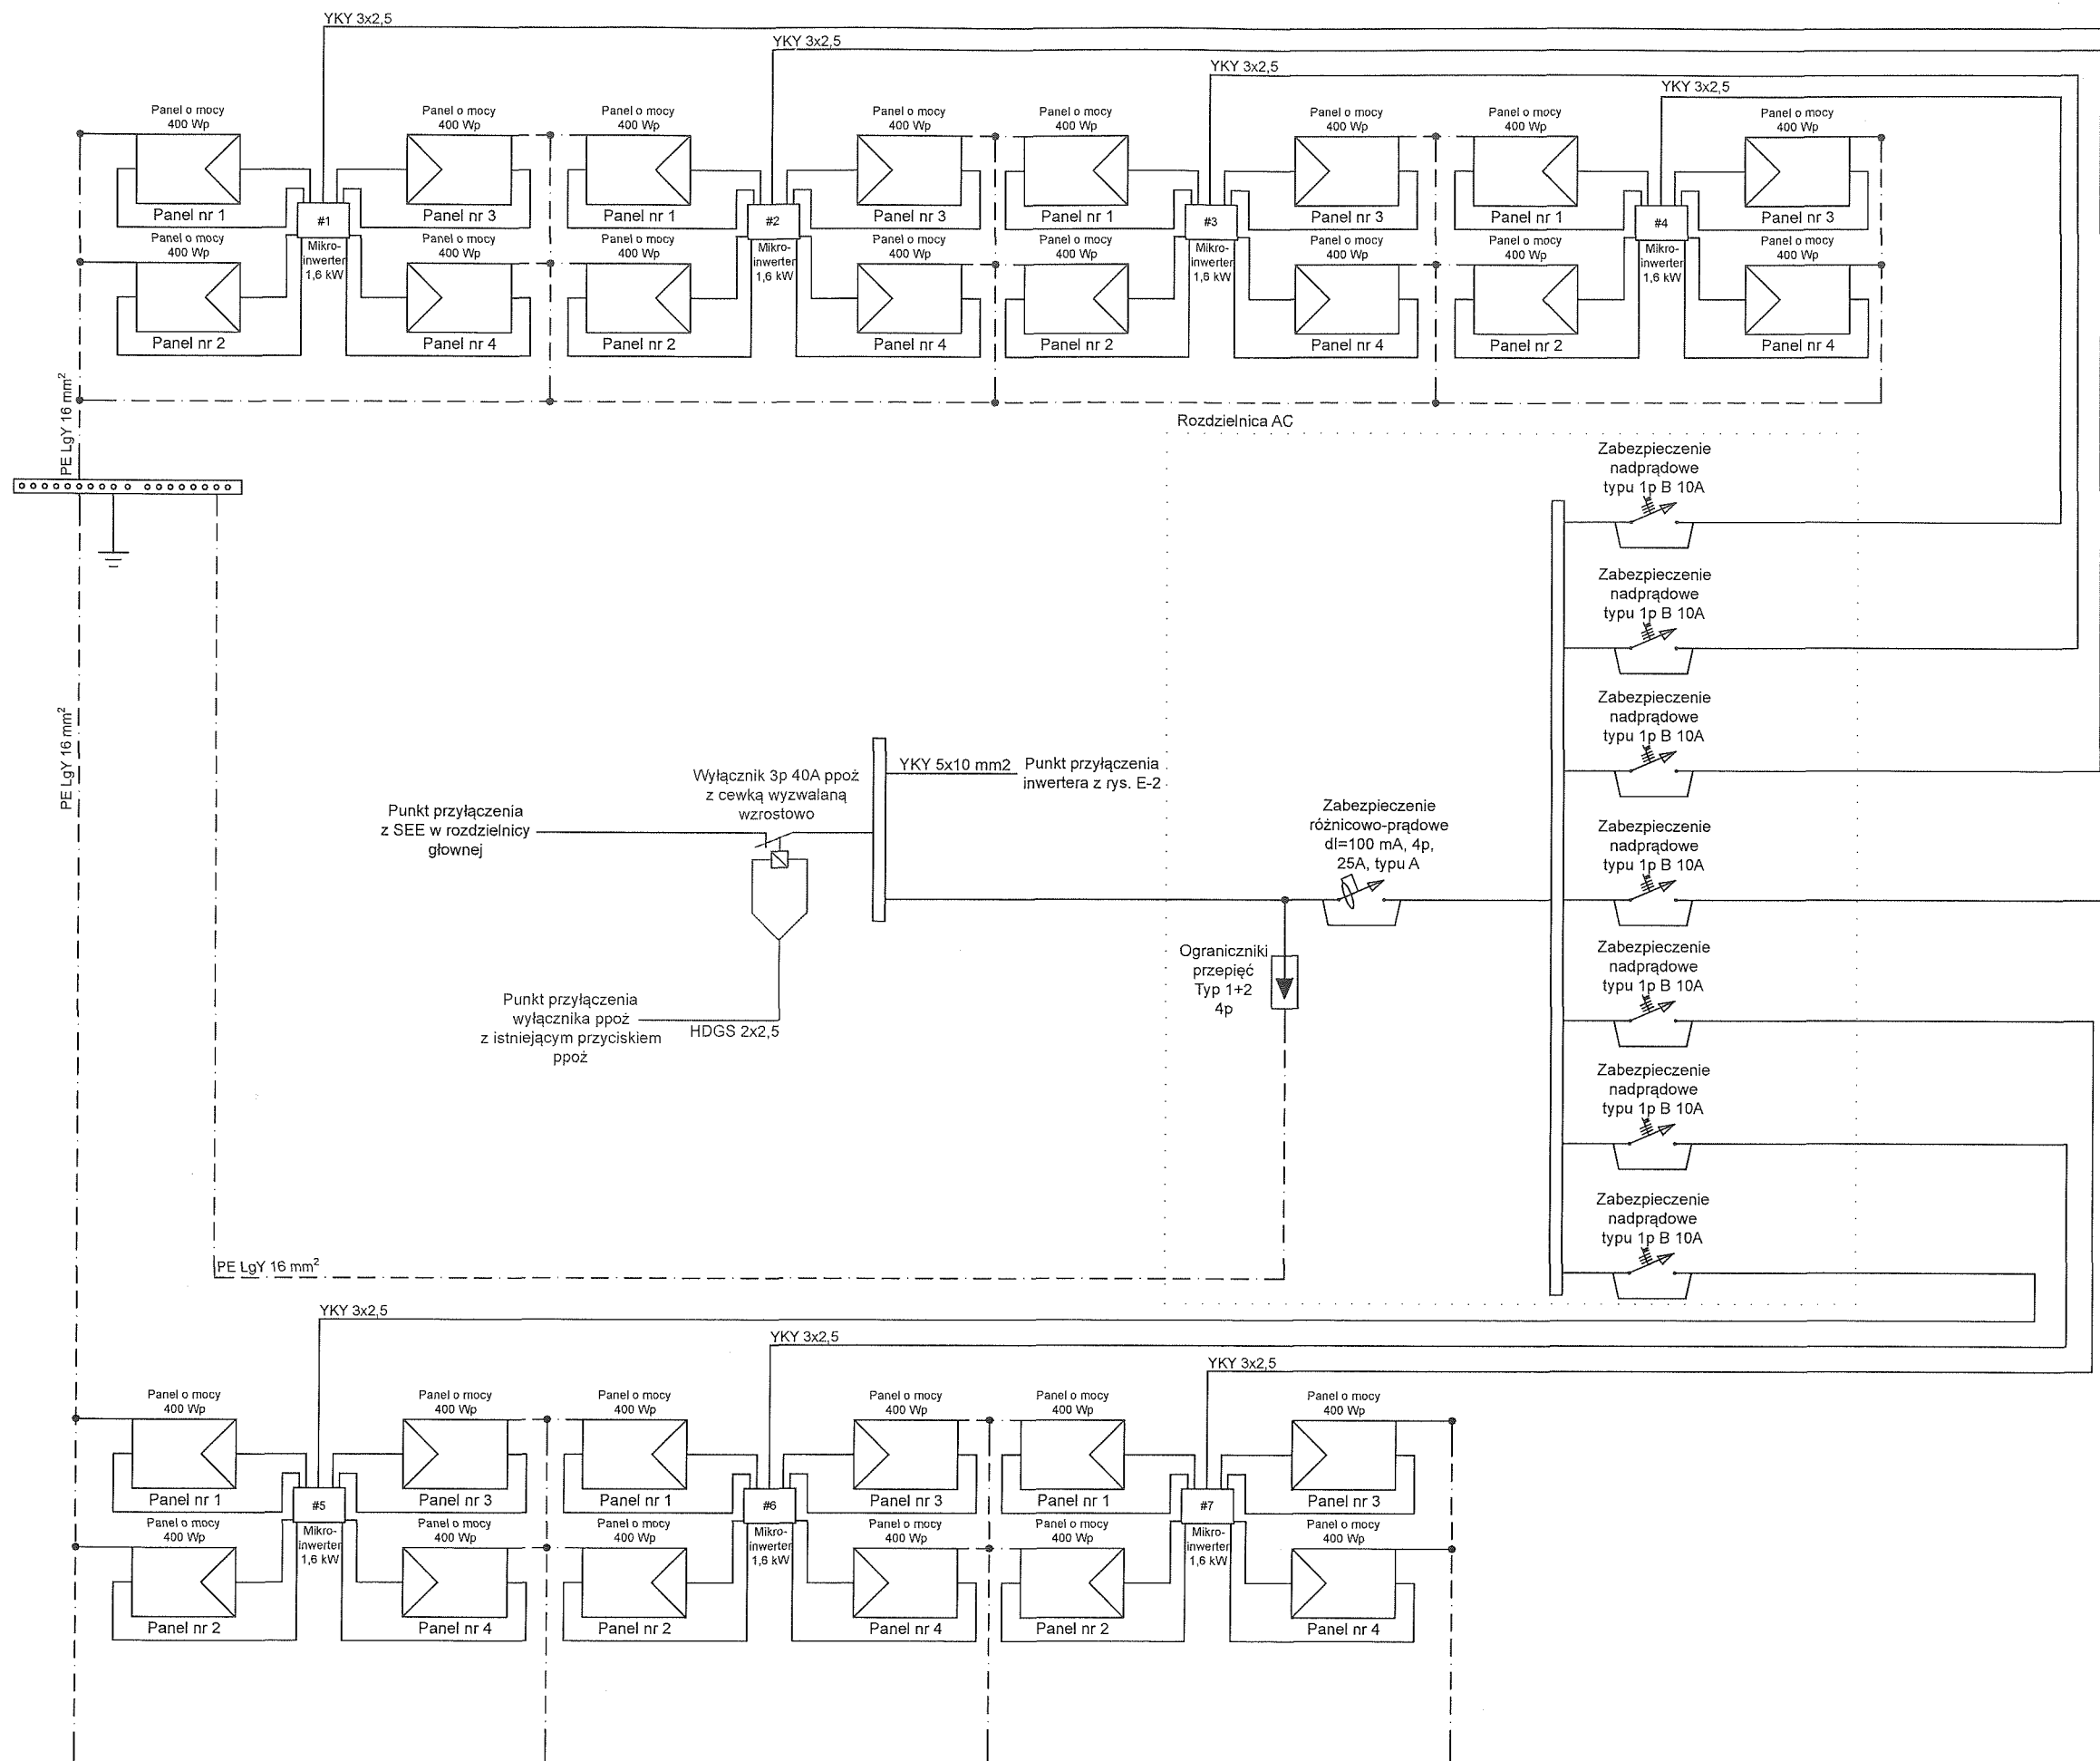 YKY 3x2,5
YKY 3x2,5
YKY 3x2,5
YKY 3x2,5
Panel o mocy
400 Wp
Panel nr 1
Panel o mocy
400 Wp
Panel nr 3
#1
Mikro-
inwerter
1,6 kW
Panel o mocy
400 Wp
Panel nr 2
Panel o mocy
400 Wp
Panel nr 4
Panel o mocy
400 Wp
Panel nr 1
Panel o mocy
400 Wp
Panel nr 3
#2
Mikro-
inwerter
1,6 kW
Panel o mocy
400 Wp
Panel nr 2
Panel o mocy
400 Wp
Panel nr 4
Panel o mocy
400 Wp
Panel nr 1
Panel o mocy
400 Wp
Panel nr 3
#3
Mikro-
inwerter
1,6 kW
Panel o mocy
400 Wp
Panel nr 2
Panel o mocy
400 Wp
Panel nr 4
Panel o mocy
400 Wp
Panel nr 1
Panel o mocy
400 Wp
Panel nr 3
#4
Mikro-
inwerter
1,6 kW
Panel o mocy
400 Wp
Panel nr 2
Panel o mocy
400 Wp
Panel nr 4
PE LgY 16 mm²
PE LgY 16 mm²
Rozdzielnica AC
Zabezpieczenie
nadprądowe
typu 1p B 10A
Zabezpieczenie
nadprądowe
typu 1p B 10A
Zabezpieczenie
nadprądowe
typu 1p B 10A
Zabezpieczenie
nadprądowe
typu 1p B 10A
Zabezpieczenie
nadprądowe
typu 1p B 10A
Zabezpieczenie
nadprądowe
typu 1p B 10A
Zabezpieczenie
nadprądowe
typu 1p B 10A
YKY 5x10 mm2
Punkt przyłączenia
inwertera z rys. E-2
Wyłącznik 3p 40A ppoż
z cewką wyzwalaną
wzrostowo
Punkt przyłączenia
z SEE w rozdzielnicy
głownej
Zabezpieczenie
różnicowo-prądowe
dI=100 mA, 4p,
25A, typu A
Ograniczniki
przepięć
Typ 1+2
4p
Punkt przyłączenia
wyłącznika ppoż
z istniejącym przyciskiem
ppoż
HDGS 2x2,5
PE LgY 16 mm²
YKY 3x2,5
YKY 3x2,5
YKY 3x2,5
Panel o mocy
400 Wp
Panel nr 1
Panel o mocy
400 Wp
Panel nr 3
#5
Mikro-
inwerter
1,6 kW
Panel o mocy
400 Wp
Panel nr 2
Panel o mocy
400 Wp
Panel nr 4
Panel o mocy
400 Wp
Panel nr 1
Panel o mocy
400 Wp
Panel nr 3
#6
Mikro-
inwerter
1,6 kW
Panel o mocy
400 Wp
Panel nr 2
Panel o mocy
400 Wp
Panel nr 4
Panel o mocy
400 Wp
Panel nr 1
Panel o mocy
400 Wp
Panel nr 3
#7
Mikro-
inwerter
1,6 kW
Panel o mocy
400 Wp
Panel nr 2
Panel o mocy
400 Wp
Panel nr 4